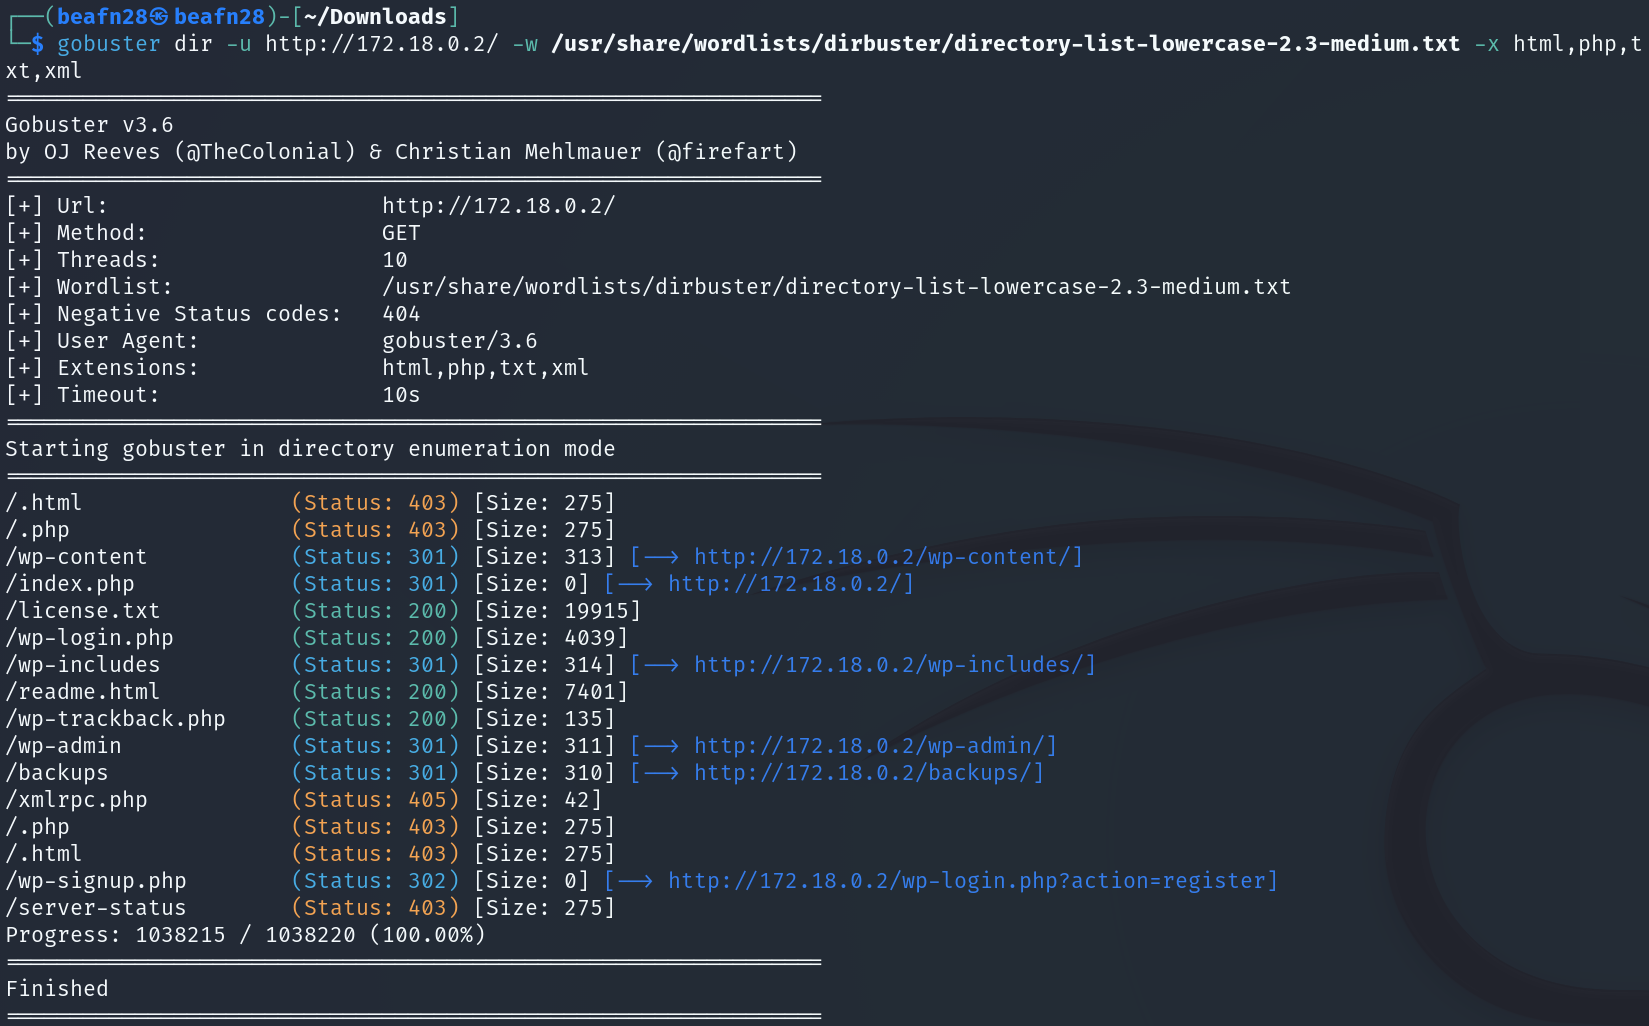 ┌──(beafn28㉿beafn28)-[~/Downloads]
└─$ gobuster dir -u http://172.18.0.2/ -w /usr/share/wordlists/dirbuster/directory-list-lowercase-2.3-medium.txt -x html,php,t
xt,xml
===============================================================
Gobuster v3.6
by OJ Reeves (@TheColonial) & Christian Mehlmauer (@firefart)
===============================================================
[+] Url:                     http://172.18.0.2/
[+] Method:                  GET
[+] Threads:                 10
[+] Wordlist:                /usr/share/wordlists/dirbuster/directory-list-lowercase-2.3-medium.txt
[+] Negative Status codes:   404
[+] User Agent:              gobuster/3.6
[+] Extensions:              html,php,txt,xml
[+] Timeout:                 10s
===============================================================
Starting gobuster in directory enumeration mode
===============================================================
/.html                (Status: 403) [Size: 275]
/.php                 (Status: 403) [Size: 275]
/wp-content           (Status: 301) [Size: 313] [--> http://172.18.0.2/wp-content/]
/index.php            (Status: 301) [Size: 0] [--> http://172.18.0.2/]
/license.txt          (Status: 200) [Size: 19915]
/wp-login.php         (Status: 200) [Size: 4039]
/wp-includes          (Status: 301) [Size: 314] [--> http://172.18.0.2/wp-includes/]
/readme.html          (Status: 200) [Size: 7401]
/wp-trackback.php     (Status: 200) [Size: 135]
/wp-admin             (Status: 301) [Size: 311] [--> http://172.18.0.2/wp-admin/]
/backups              (Status: 301) [Size: 310] [--> http://172.18.0.2/backups/]
/xmlrpc.php           (Status: 405) [Size: 42]
/.php                 (Status: 403) [Size: 275]
/.html                (Status: 403) [Size: 275]
/wp-signup.php        (Status: 302) [Size: 0] [--> http://172.18.0.2/wp-login.php?action=register]
/server-status        (Status: 403) [Size: 275]
Progress: 1038215 / 1038220 (100.00%)
===============================================================
Finished
===============================================================